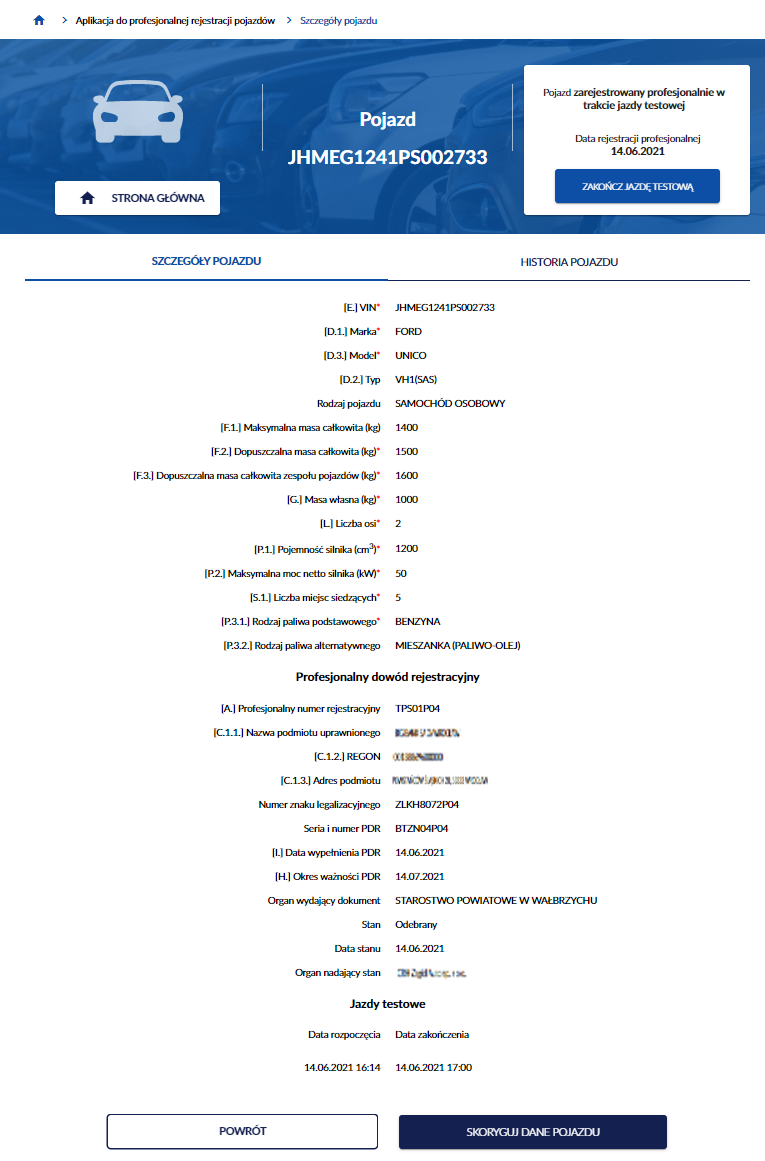 Aplikacja do profesjonalnej rejestracji pojazdów > Szczegóły pojazdu
Pojazd
JHMEG1241PS002733
STRONA GŁÓWNA
Pojazd zarejestrowany profesjonalnie w
trakcie jazdy testowej
Data rejestracji profesjonalnej
14.06.2021
ZAKOŃCZ JAZDĘ TESTOWĄ
SZCZEGÓŁY POJAZDU HISTORIA POJAZDU
[E.] VIN* JHMEG1241PS002733
[D.1.] Marka* FORD
[D.3.] Model* UNICO
[D.2.] Typ VH1(SAS)
Rodzaj pojazdu SAMOCHÓD OSOBOWY
[F.1.] Maksymalna masa całkowita (kg) 1400
[F.2.] Dopuszczalna masa całkowita (kg)* 1500
[F.3.] Dopuszczalna masa całkowita zespołu pojazdów (kg)* 1600
[G.] Masa własna (kg)* 1000
[L.] Liczba osi* 2
[P.1.] Pojemność silnika (cm³)* 1200
[P.2.] Maksymalna moc netto silnika (kW)* 50
[S.1.] Liczba miejsc siedzących* 5
[P.3.1.] Rodzaj paliwa podstawowego* BENZYNA
[P.3.2.] Rodzaj paliwa alternatywnego MIESZANKA (PALIWO-OLEJ)
Profesjonalny dowód rejestracyjny
[A.] Profesjonalny numer rejestracyjny TPS01P04
[C.1.1.] Nazwa podmiotu uprawnionego
[C.1.2.] REGON
[C.1.3.] Adres podmiotu
Numer znaku legalizacyjnego ZLKH8072P04
Seria i numer PDR BTZN04P04
[I.] Data wypełnienia PDR 14.06.2021
[H.] Okres ważności PDR 14.07.2021
Organ wydający dokument STAROSTWO POWIATOWE W WAŁBRZYCHU
Stan Odebrany
Data stanu 14.06.2021
Organ nadający stan
Jazdy testowe
Data rozpoczęcia Data zakończenia
14.06.2021 16:14 14.06.2021 17:00
POWRÓT SKORYGUJ DANE POJAZDU